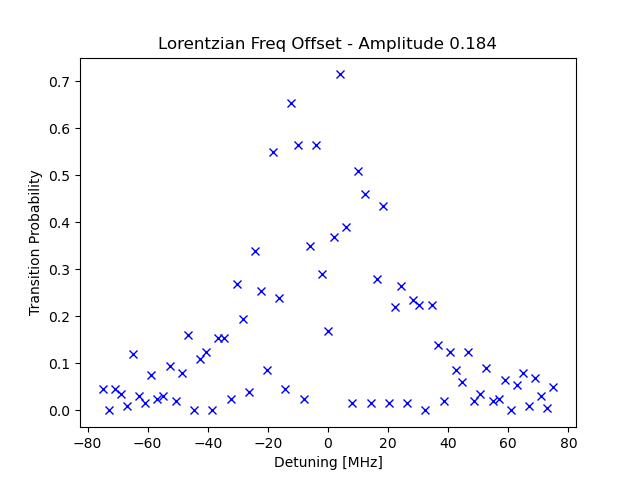 Lorentzian Freq Offset - Amplitude 0.184
0.7
0.6
0.5
0.4
0.3
0.2
0.1
0.0
Transition Probability
−80 −60 −40 −20 0 20 40 60 80
Detuning [MHz]